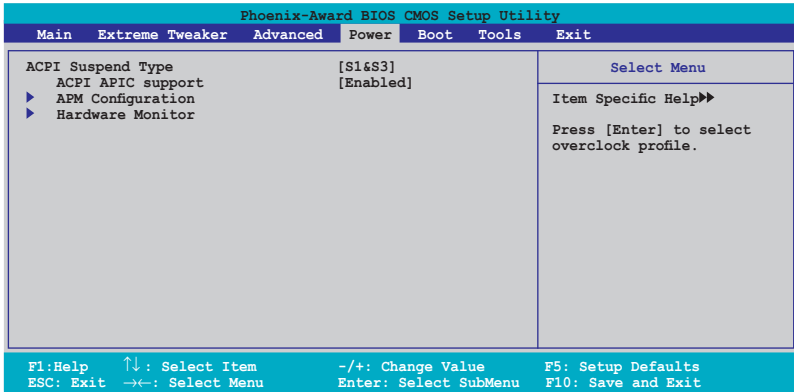 Phoenix-Award BIOS CMOS Setup Utility
Main Extreme Tweaker Advanced Power Boot Tools Exit
ACPI Suspend Type [S1&S3]
ACPI APIC support [Enabled]
APM Configuration
Hardware Monitor
Select Menu
Item Specific Help
Press [Enter] to select
overclock profile.
F1:Help ↑↓: Select Item -/+: Change Value F5: Setup Defaults
ESC: Exit →←: Select Menu Enter: Select SubMenu F10: Save and Exit